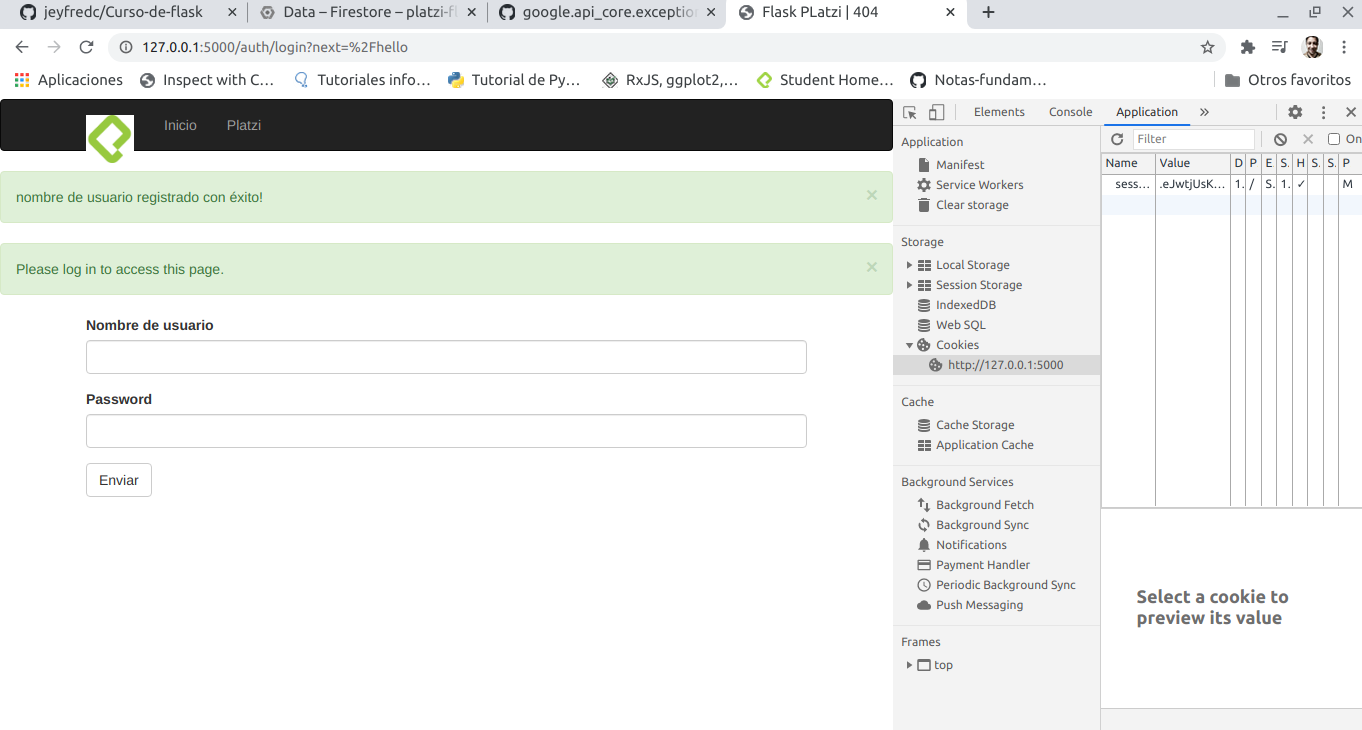 jeyfredc/Curso-de-flask
Data – Firestore – platzi-fl
google.api_core.exception
Flask PLatzi | 404
127.0.0.1:5000/auth/login?next=%2Fhello
Aplicaciones
Inspect with C...
Tutoriales info...
Tutorial de Py...
RxJS, ggplot2,...
Student Home...
Notas-fundam...
Otros favoritos
Inicio
Platzi
nombre de usuario registrado con éxito!
×
Please log in to access this page.
×
Nombre de usuario
Password
Enviar
Elements
Console
Application
»
Application
Manifest
Service Workers
Clear storage
Storage
Local Storage
Session Storage
IndexedDB
Web SQL
Cookies
http://127.0.0.1:5000
Cache
Cache Storage
Application Cache
Background Services
Background Fetch
Background Sync
Notifications
Payment Handler
Periodic Background Sync
Push Messaging
Frames
top
Filter
On
Name Value D P E S. H S. S. P
sess... .eJwtjUsK... 1. / S. 1. ✓ M
Select a cookie to
preview its value